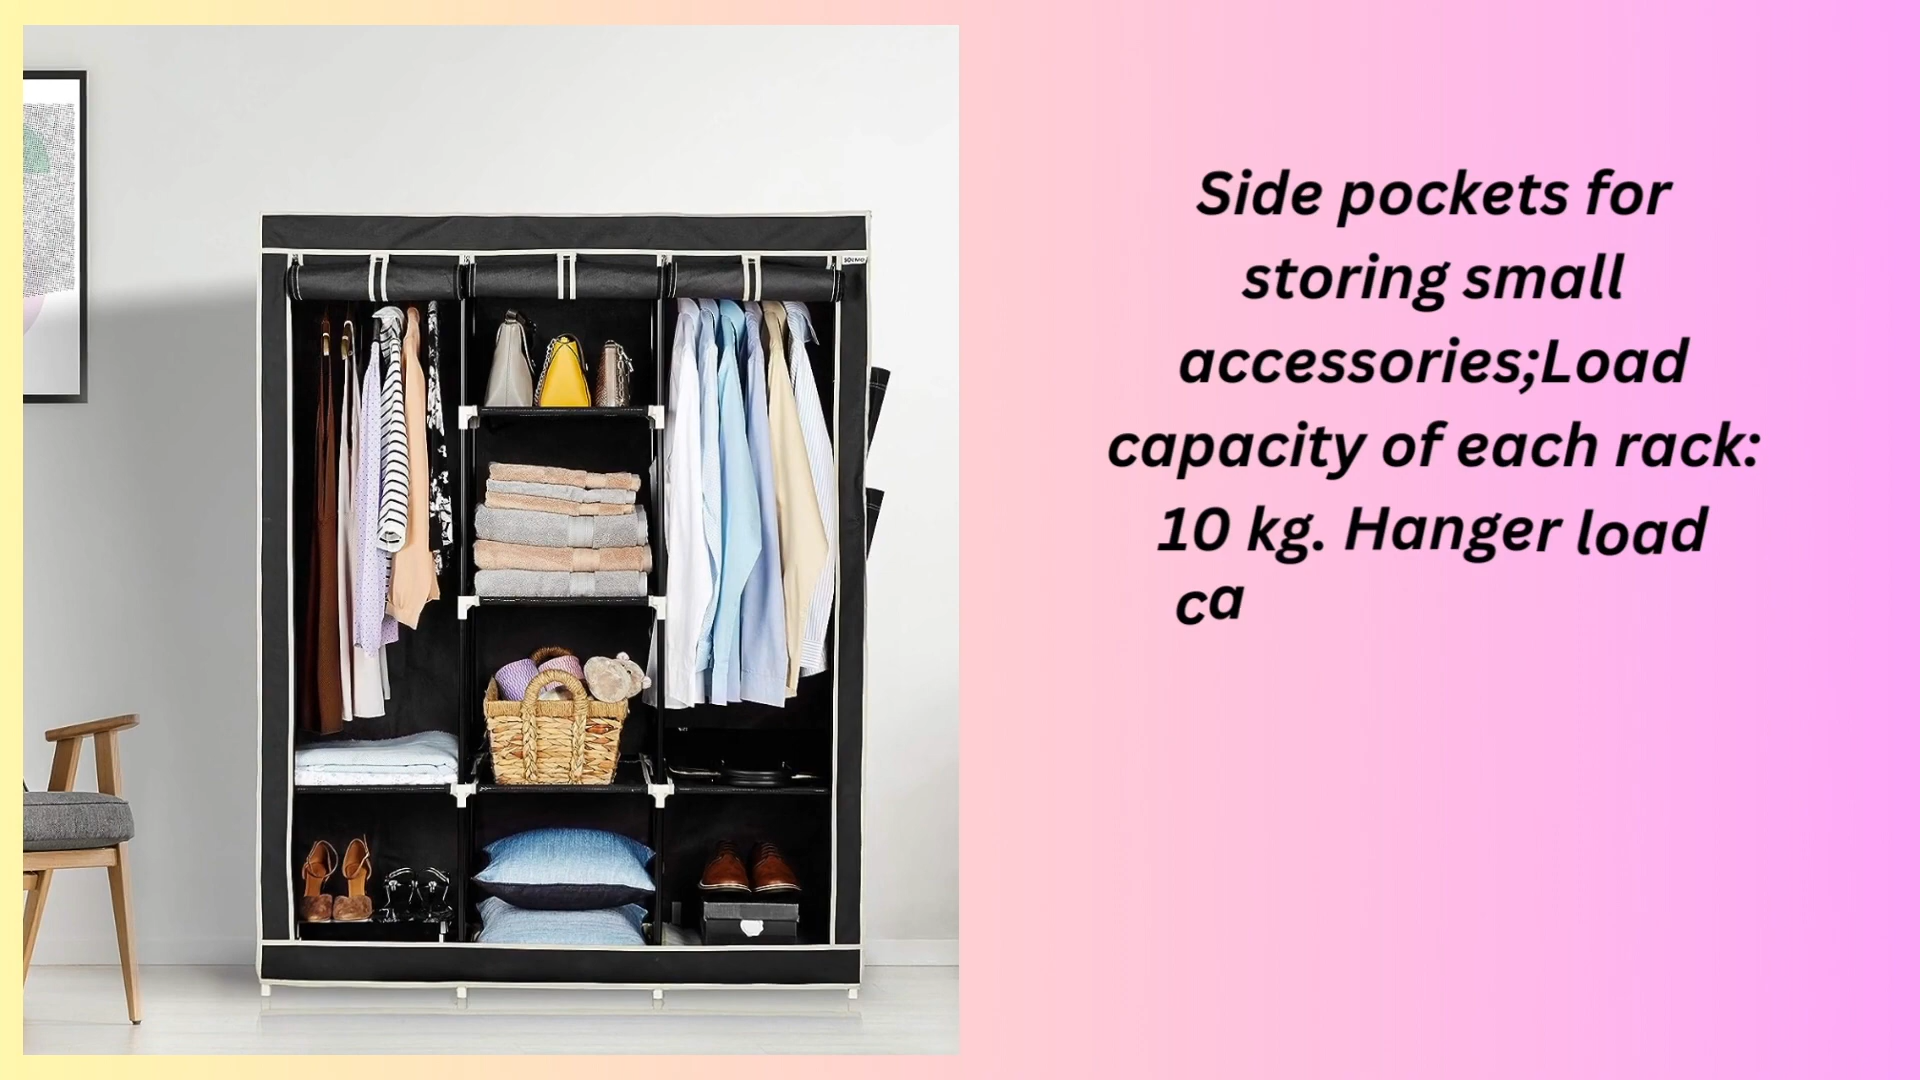 Side pockets for
storing small
accessories;Load
capacity of each rack:
10 kg. Hanger load
ca